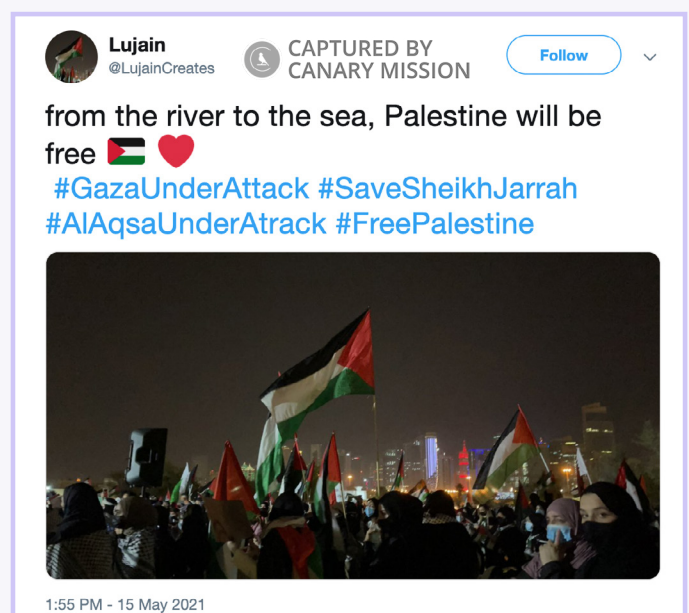 Lujain
@LujainCreates
CAPTURED BY
CANARY MISSION
Follow
from the river to the sea, Palestine will be
free 🇵🇸 ❤️
#GazaUnderAttack #SaveSheikhJarrah
#AlAqsaUnderAtrack #FreePalestine
1:55 PM - 15 May 2021